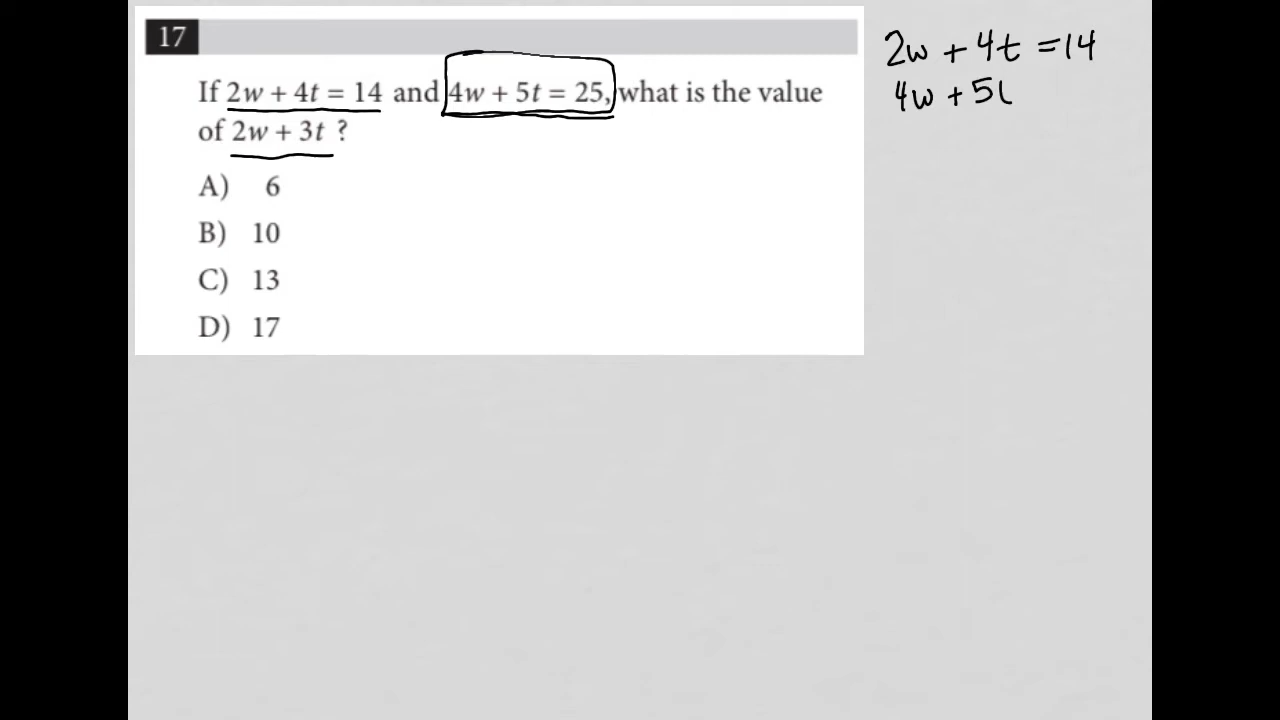 17
If 2w + 4t = 14 and 4w + 5t = 25, what is the value
of 2w + 3t ?
A) 6
B) 10
C) 13
D) 17
2w + 4t = 14
4w + 5